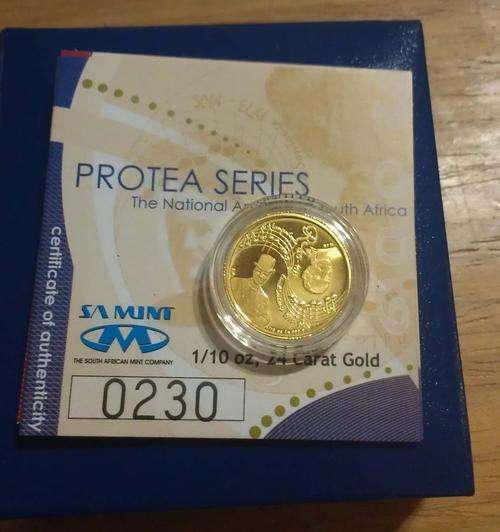 PROTEA SERIES
The National A South Africa
certificate of authenticity
SA MINT
THE SOUTH AFRICAN MINT COMPANY
1/10 oz, 24 Carat Gold
0230